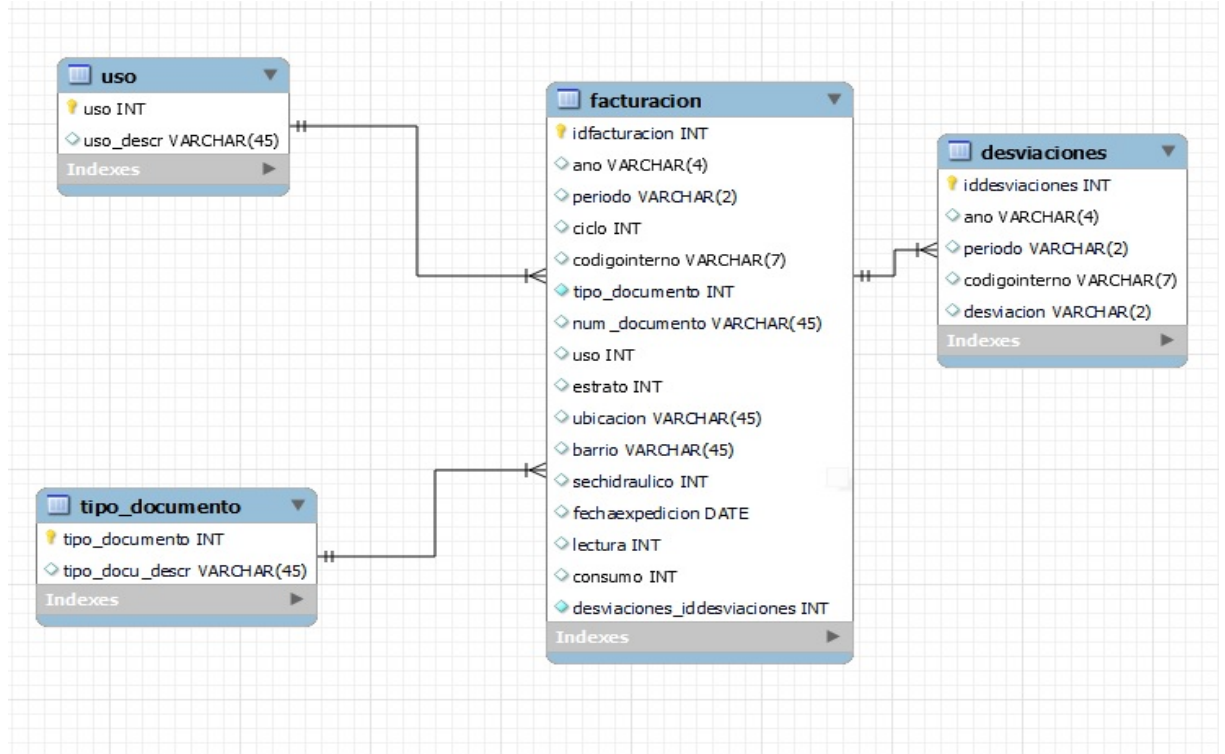 uso
uso INT
uso_descr VARCHAR(45)
Indexes
facturacion
idfacturacion INT
ano VARCHAR(4)
periodo VARCHAR(2)
ciclo INT
codigointerno VARCHAR(7)
tipo_documento INT
num_documento VARCHAR(45)
uso INT
estrato INT
ubicacion VARCHAR(45)
barrio VARCHAR(45)
sechidraulico INT
fechaexpedicion DATE
lectura INT
consumo INT
desviaciones_iddesviaciones INT
Indexes
desviaciones
iddesviaciones INT
ano VARCHAR(4)
periodo VARCHAR(2)
codigointerno VARCHAR(7)
desviacion VARCHAR(2)
Indexes
tipo_documento
tipo_documento INT
tipo_docu_descr VARCHAR(45)
Indexes